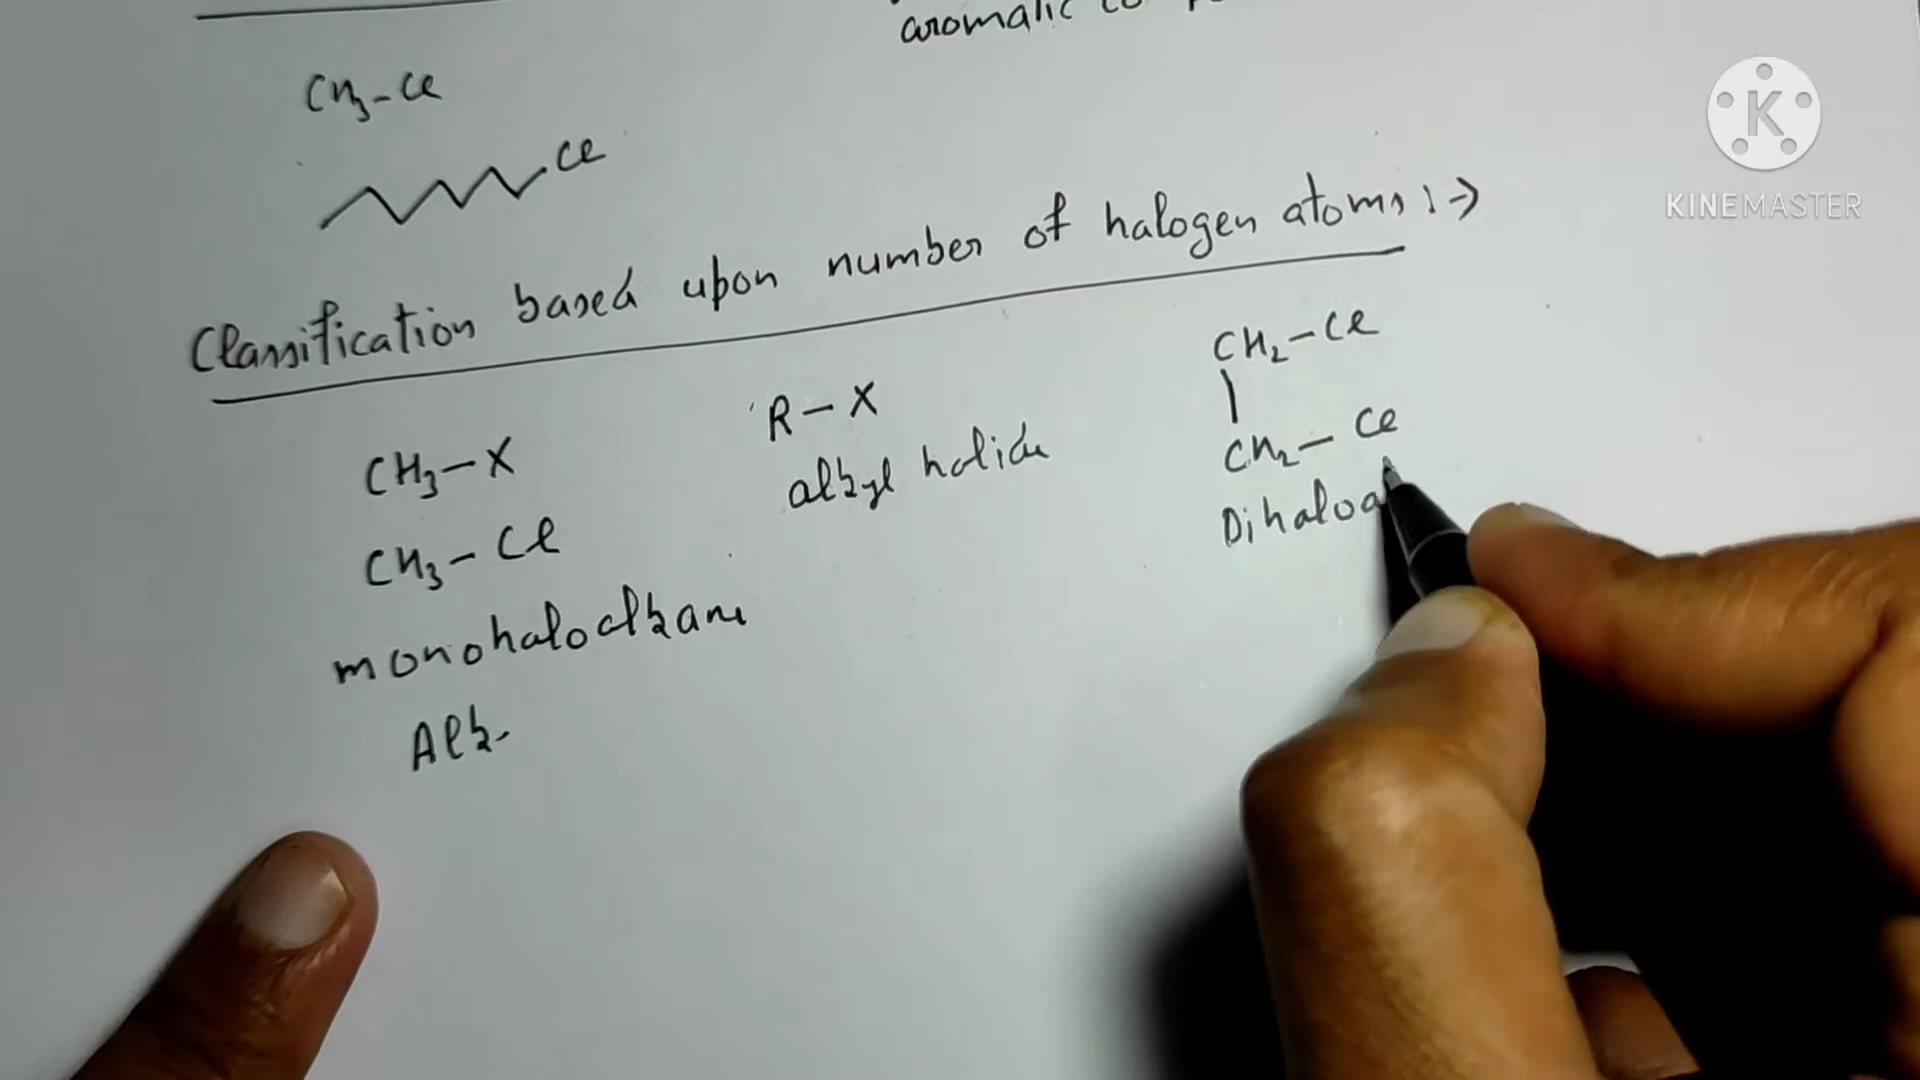 aromatic
CH3-Cl
Cl
Classification based upon number of halogen atoms :->
CH3-X
R-X
alkyl halide
CH2-Cl
CH2-Cl
Dihaloa
CH3-Cl
monohaloalkane
Alk-
K
KINEMASTER